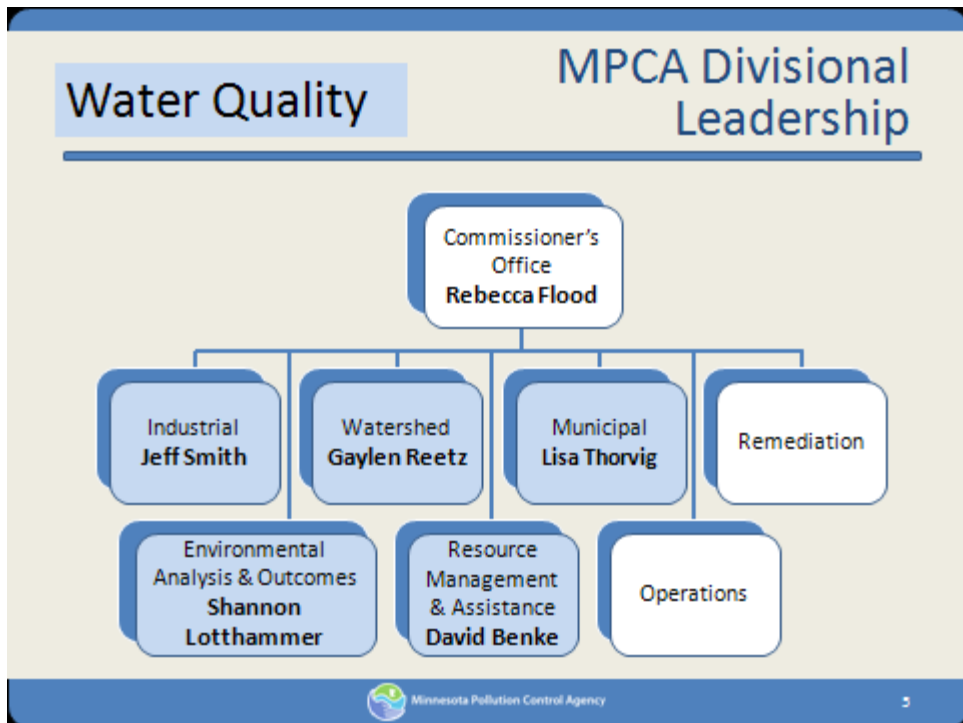 Water Quality
MPCA Divisional
Leadership
Commissioner's
Office
Rebecca Flood
Industrial
Jeff Smith
Watershed
Gaylen Reetz
Municipal
Lisa Thorvig
Remediation
Environmental
Analysis & Outcomes
Shannon
Lotthammer
Resource
Management
& Assistance
David Benke
Operations
Minnesota Pollution Control Agency
5